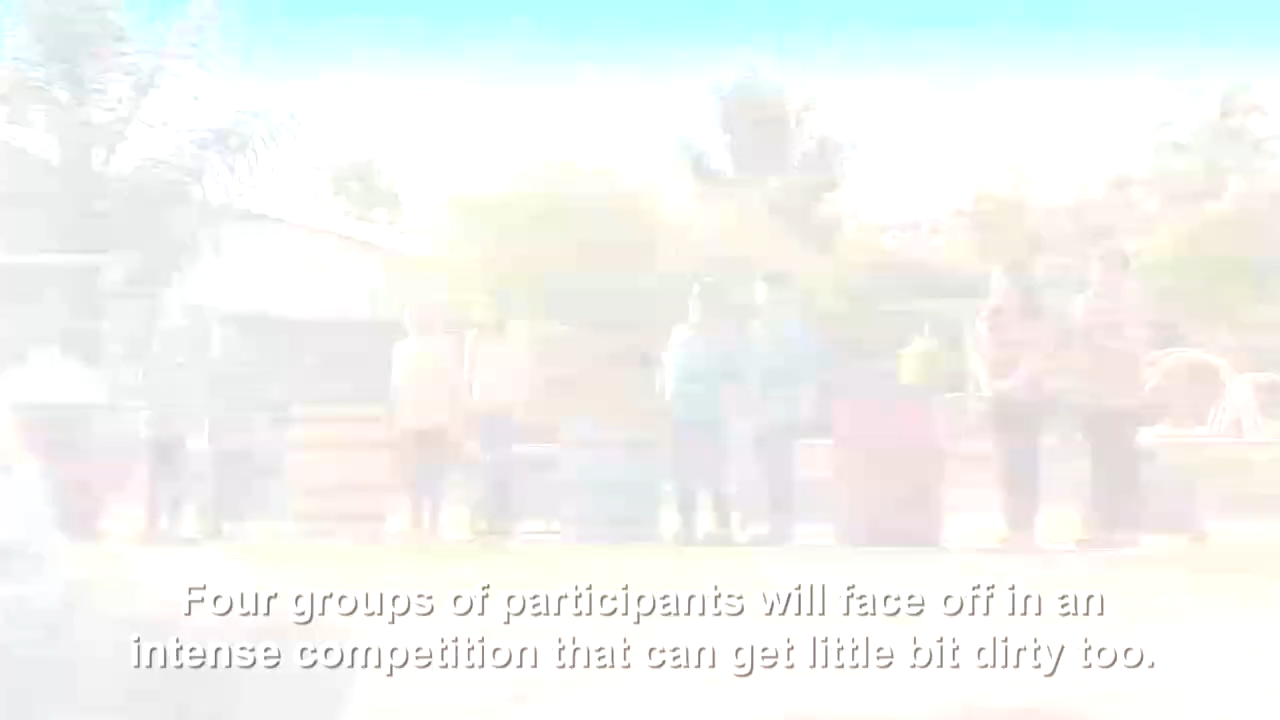 Four groups of participants will face off in an
intense competition that can get little bit dirty too.